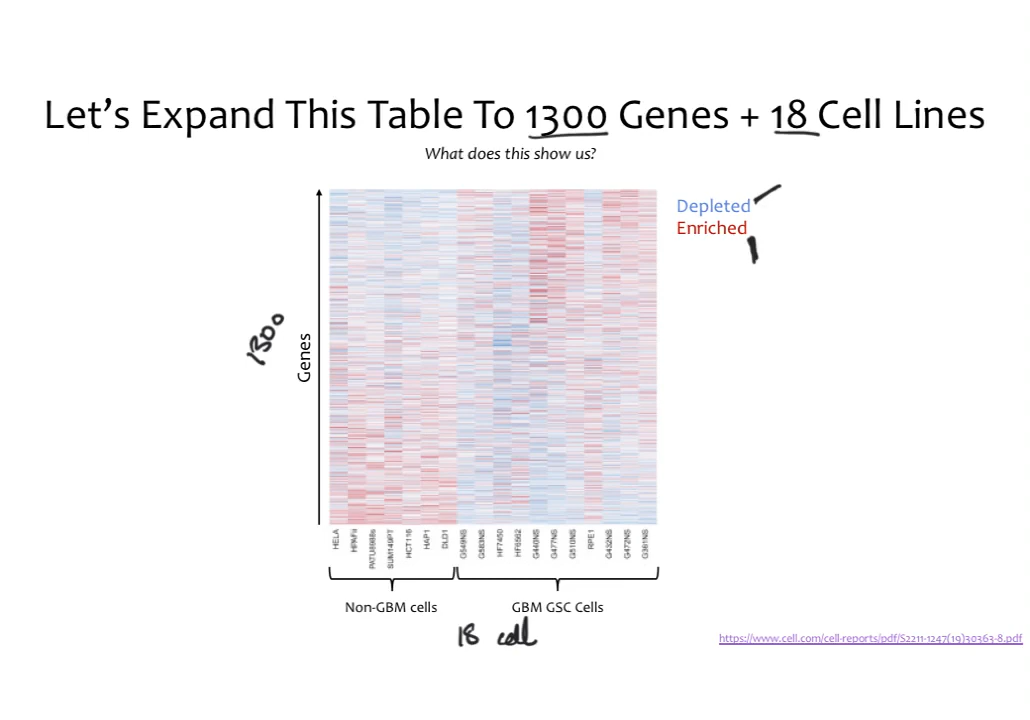 Let's Expand This Table To 1300 Genes + 18 Cell Lines
What does this show us?
Depleted
Enriched
1300
Genes
HELA
HPAFII
PATU8988s
SUM149PT
HCT116
HAP1
DLD1
G549NS
G583NS
HF7450
HF6562
G440NS
G477NS
G510NS
RPE1
G432NS
G472NS
G361NS
Non-GBM cells
GBM GSC Cells
18 cell
https://www.cell.com/cell-reports/pdf/S2211-1247(19)30363-8.pdf